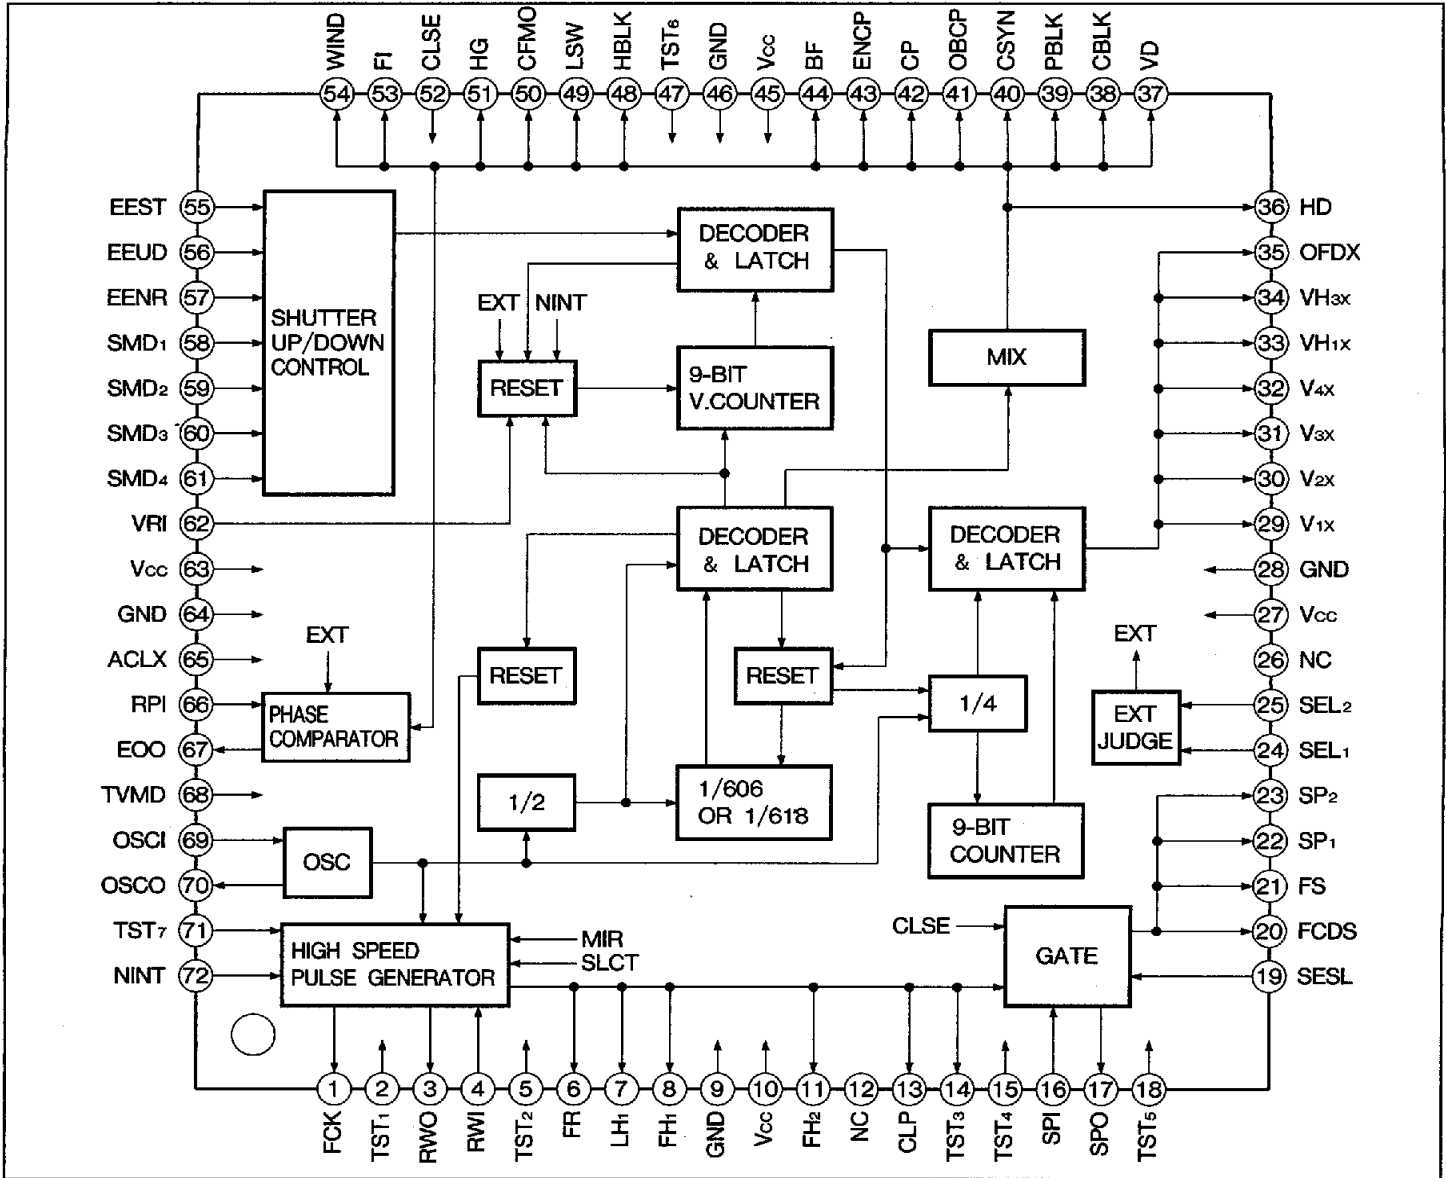 WIND
FI
CLSE
HG
CFMO
LSW
HBLK
TST6
GND
Vcc
BF
ENCP
CP
OBCP
CSYN
PBLK
CBLK
VD
54
53
52
51
50
49
48
47
46
45
44
43
42
41
40
39
38
37
EEST 55
EEUD 56
EENR 57
SMD1 58
SMD2 59
SMD3 60
SMD4 61
VRI 62
Vcc 63
GND 64
ACLX 65
RPI 66
EOO 67
TVMD 68
OSCI 69
OSCO 70
TST7 71
NINT 72
SHUTTER
UP/DOWN
CONTROL
DECODER
& LATCH
EXT
NINT
RESET
9-BIT
V.COUNTER
MIX
DECODER
& LATCH
DECODER
& LATCH
EXT
PHASE
COMPARATOR
RESET
RESET
1/4
EXT
EXT
JUDGE
1/2
1/606
OR 1/618
9-BIT
COUNTER
OSC
HIGH SPEED
PULSE GENERATOR
MIR
SLCT
CLSE
GATE
36 HD
35 OFDX
34 VH3X
33 VH1X
32 V4X
31 V3X
30 V2X
29 V1X
28 GND
27 Vcc
26 NC
25 SEL2
24 SEL1
23 SP2
22 SP1
21 FS
20 FCDS
19 SESL
1
2
3
4
5
6
7
8
9
10
11
12
13
14
15
16
17
18
FCK
TST1
RWO
RWI
TST2
FR
LH1
FH1
GND
Vcc
FH2
NC
CLP
TST3
TST4
SPI
SPO
TST5